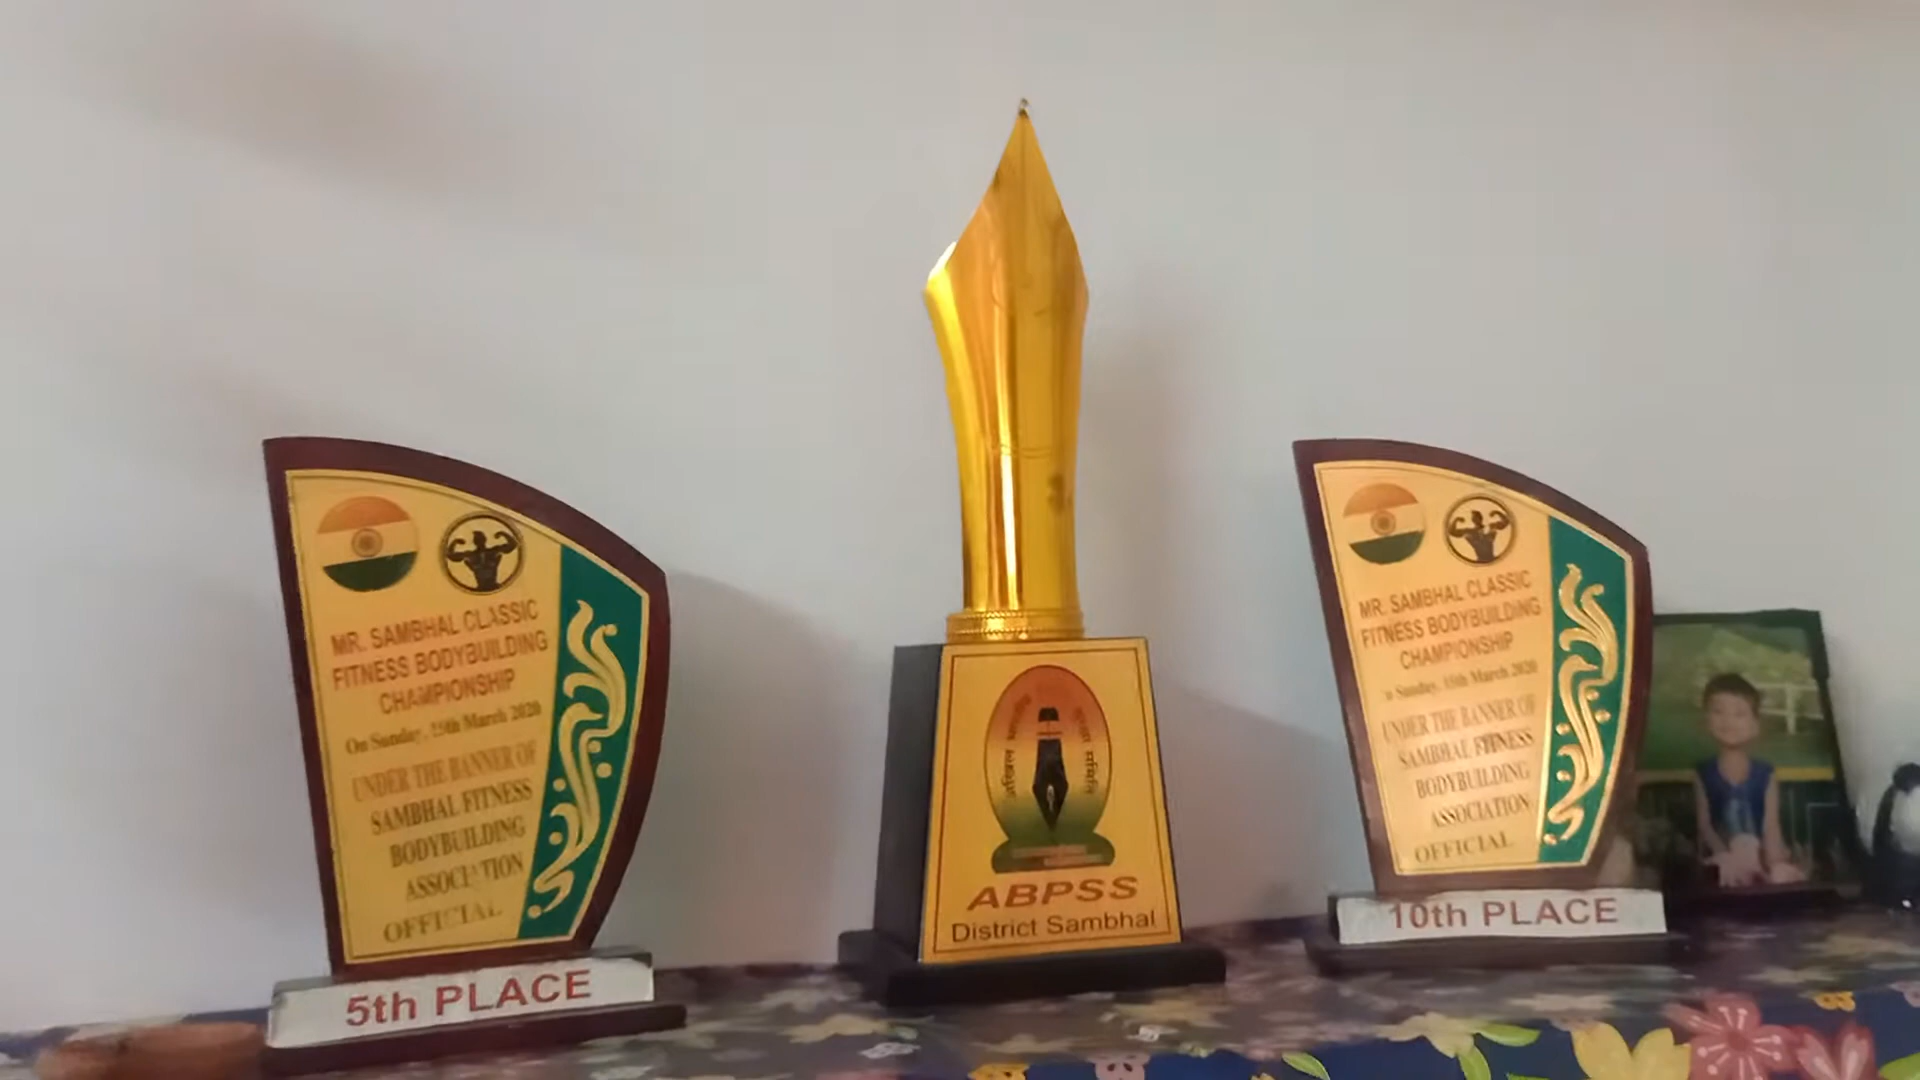 MR. SAMBHAL CLASSIC
FITNESS BODYBUILDING
CHAMPIONSHIP
On Sunday, 15th March 2020
UNDER THE BANNER OF
SAMBHAL FITNESS
BODYBUILDING
ASSOCIATION
OFFICIAL
5th PLACE
ABPSS
District Sambhal
MR. SAMBHAL CLASSIC
FITNESS BODYBUILDING
CHAMPIONSHIP
n Sunday, 15th March 2020
UNDER THE BANNER OF
SAMBHAL FITNESS
BODYBUILDING
ASSOCIATION
OFFICIAL
10th PLACE